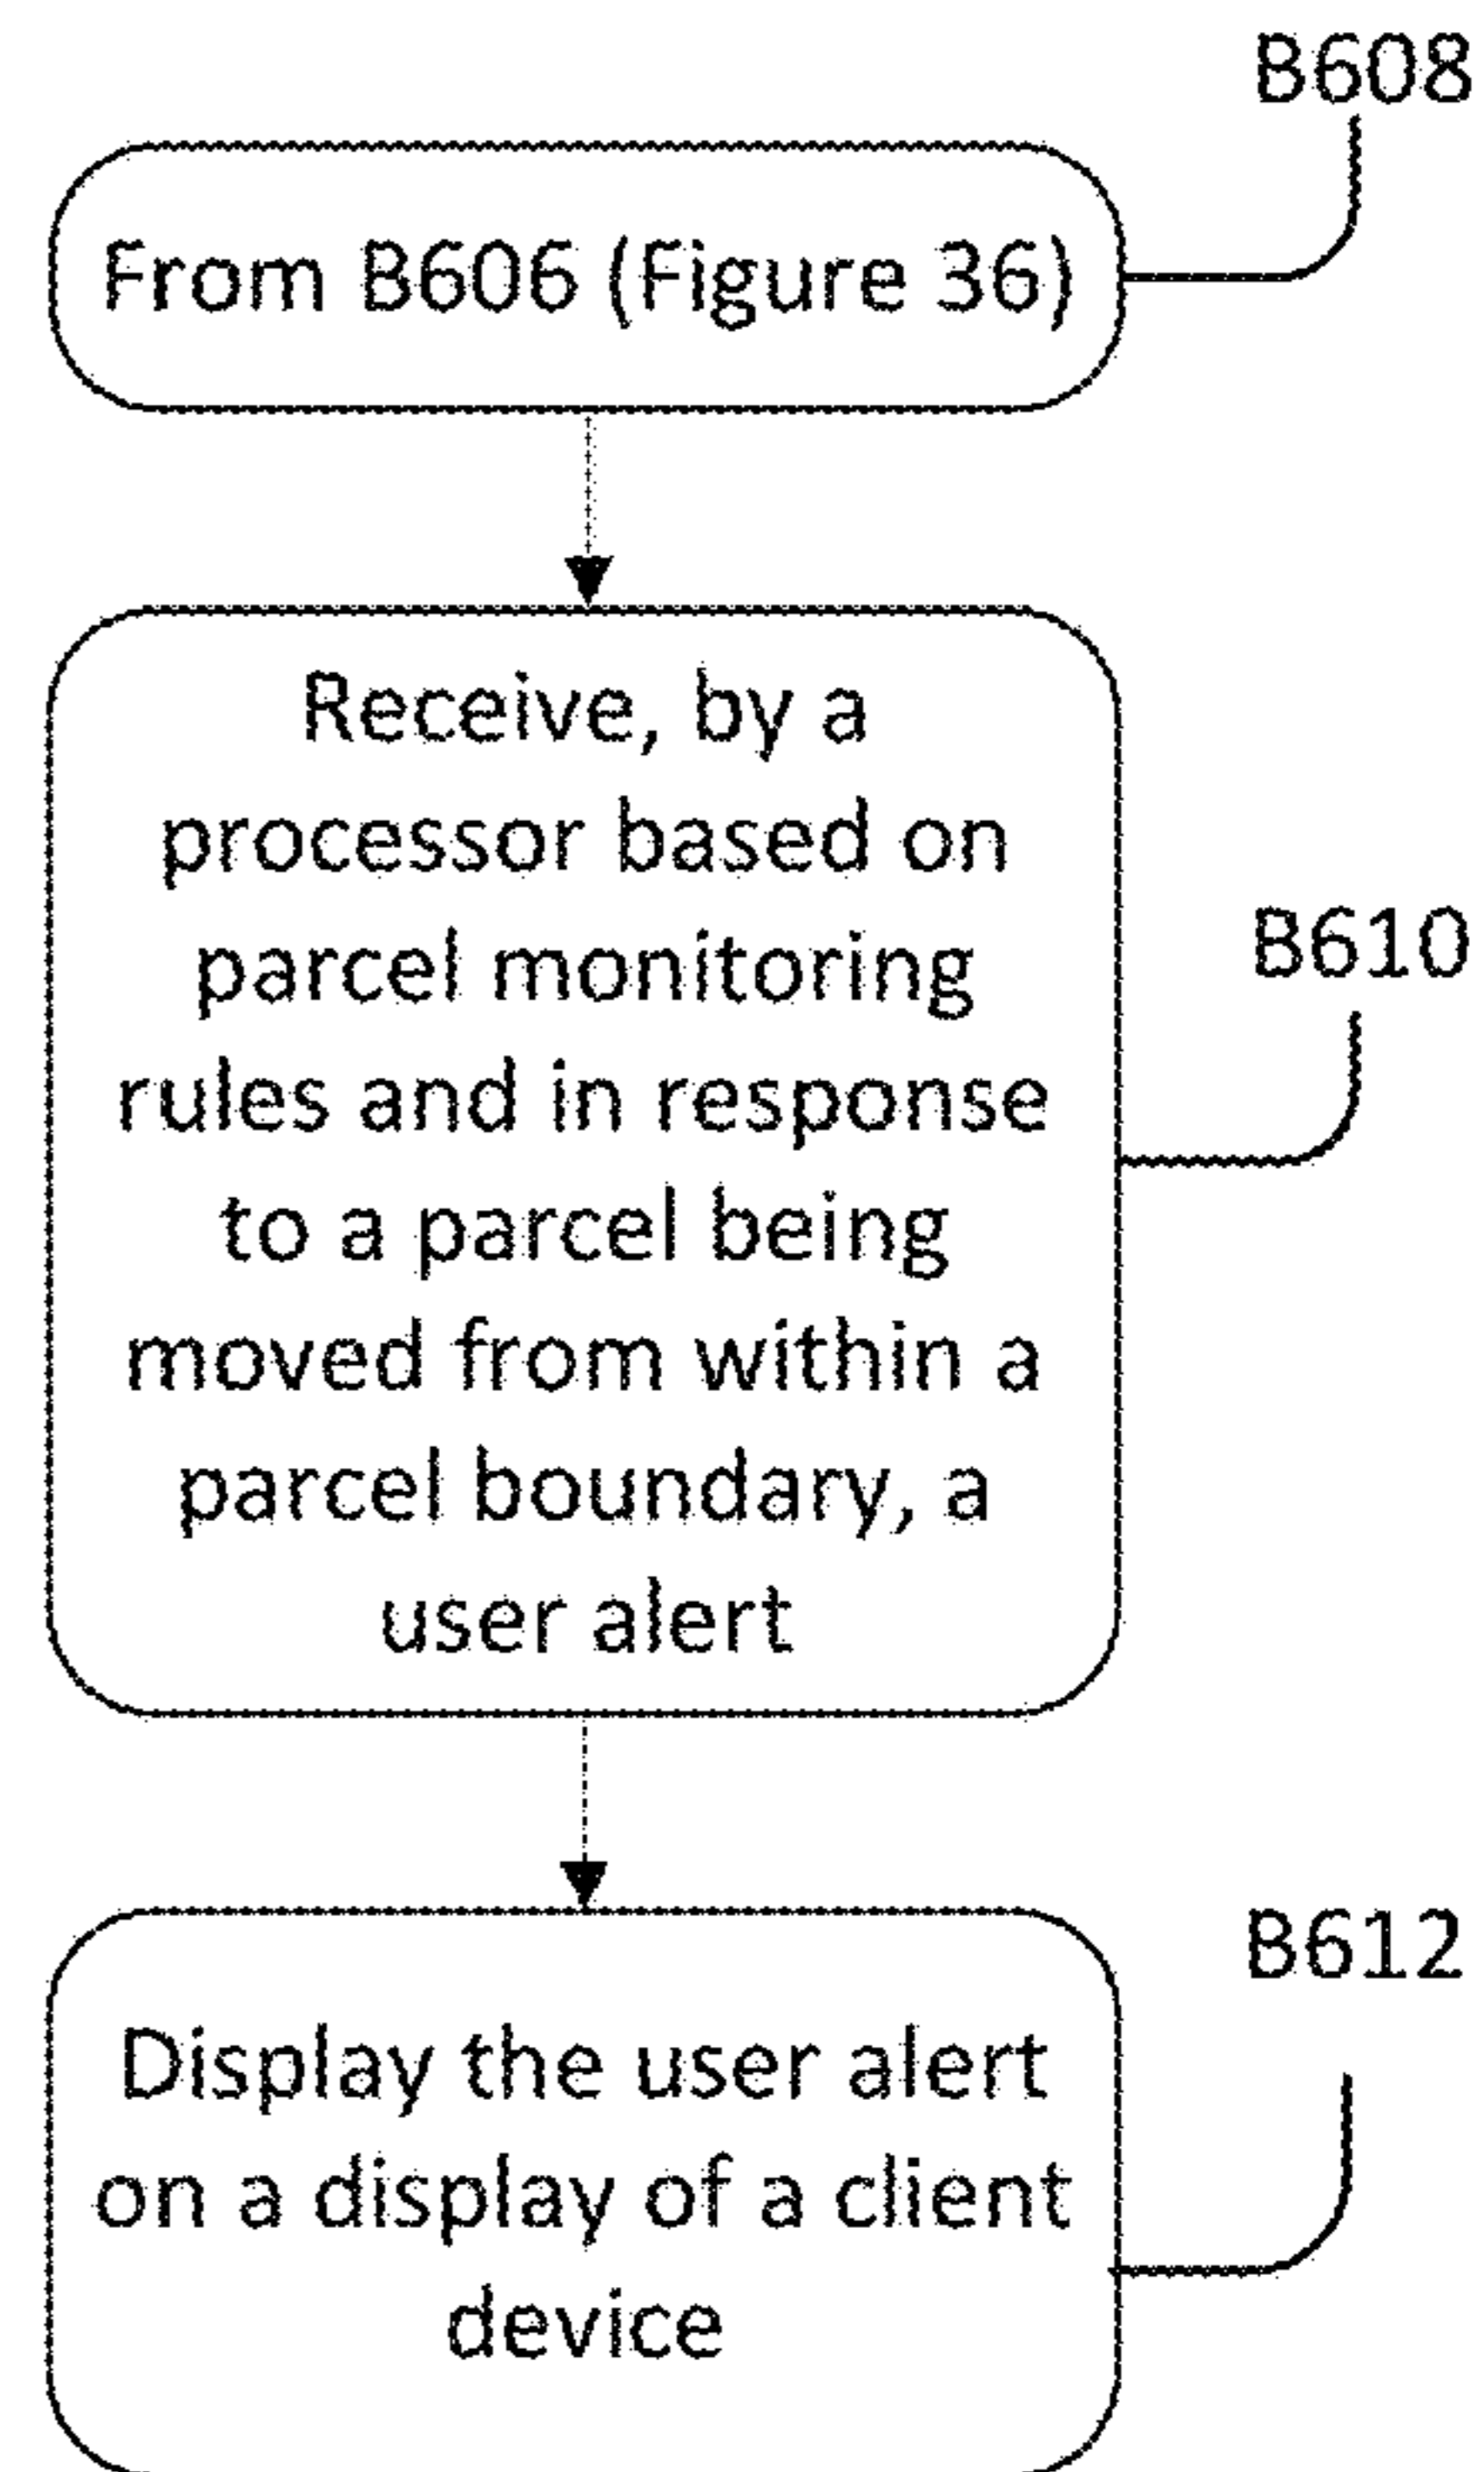 B608
From B606 (Figure 36)
Receive, by a
processor based on
parcel monitoring
rules and in response
to a parcel being
moved from within a
parcel boundary, a
user alert
B610
Display the user alert
on a display of a client
device
B612